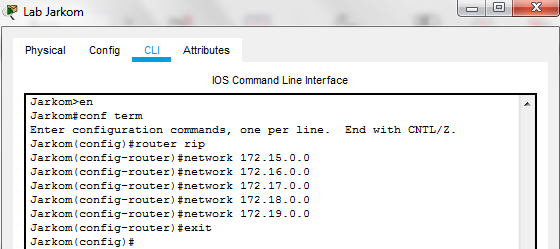 Lab Jarkom
Physical Config CLI Attributes
IOS Command Line Interface
Jarkom>en
Jarkom#conf term
Enter configuration commands, one per line.  End with CNTL/Z.
Jarkom(config)#router rip
Jarkom(config-router)#network 172.15.0.0
Jarkom(config-router)#network 172.16.0.0
Jarkom(config-router)#network 172.17.0.0
Jarkom(config-router)#network 172.18.0.0
Jarkom(config-router)#network 172.19.0.0
Jarkom(config-router)#exit
Jarkom(config)#